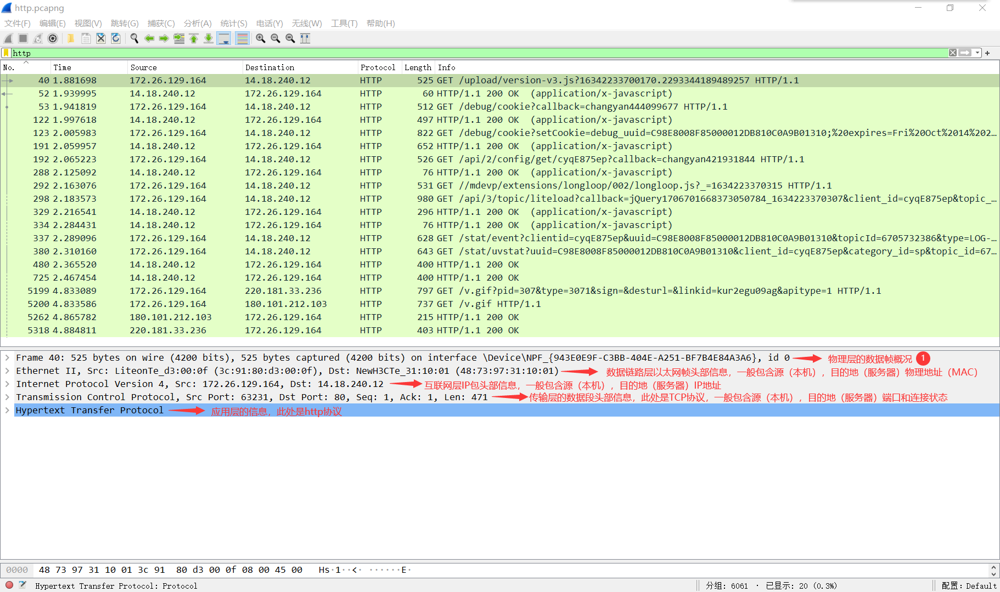 http.pcapng
文件(F) 编辑(E) 视图(V) 跳转(G) 捕获(C) 分析(A) 统计(S) 电话(Y) 无线(W) 工具(T) 帮助(H)
http
No. Time Source Destination Protocol Length Info
40 1.881698 172.26.129.164 14.18.240.12 HTTP 525 GET /upload/version-v3.js?16342233700170.2293344189489257 HTTP/1.1
52 1.939995 14.18.240.12 172.26.129.164 HTTP 60 HTTP/1.1 200 OK (application/x-javascript)
53 1.941819 172.26.129.164 14.18.240.12 HTTP 512 GET /debug/cookie?callback=changyan444099677 HTTP/1.1
122 1.997618 14.18.240.12 172.26.129.164 HTTP 497 HTTP/1.1 200 OK (application/x-javascript)
123 2.005983 172.26.129.164 14.18.240.12 HTTP 822 GET /debug/cookie?setCookie=debug_uuid=C98E8008F85000012DB810C0A9B01310;%20expires=Fri%20Oct%2014%202…
191 2.059957 14.18.240.12 172.26.129.164 HTTP 652 HTTP/1.1 200 OK (application/x-javascript)
192 2.065223 172.26.129.164 14.18.240.12 HTTP 526 GET /api/2/config/get/cyqE875ep?callback=changyan421931844 HTTP/1.1
288 2.125092 14.18.240.12 172.26.129.164 HTTP 76 HTTP/1.1 200 OK (application/x-javascript)
292 2.163076 172.26.129.164 14.18.240.12 HTTP 531 GET //mdevp/extensions/longloop/002/longloop.js?_=1634223370315 HTTP/1.1
298 2.183573 172.26.129.164 14.18.240.12 HTTP 980 GET /api/3/topic/liteload?callback=jQuery1706701668373050784_1634223370307&client_id=cyqE875ep&topic_…
329 2.216541 14.18.240.12 172.26.129.164 HTTP 296 HTTP/1.1 200 OK (application/x-javascript)
334 2.284431 14.18.240.12 172.26.129.164 HTTP 76 HTTP/1.1 200 OK (application/x-javascript)
337 2.289096 172.26.129.164 14.18.240.12 HTTP 628 GET /stat/event?clientid=cyqE875ep&uuid=C98E8008F85000012DB810C0A9B01310&topicId=6705732386&type=LOG-…
380 2.310160 172.26.129.164 14.18.240.12 HTTP 643 GET /stat/uvstat?uuid=C98E8008F85000012DB810C0A9B01310&client_id=cyqE875ep&category_id=sp&topic_id=67…
480 2.365520 14.18.240.12 172.26.129.164 HTTP 400 HTTP/1.1 200 OK
725 2.467454 14.18.240.12 172.26.129.164 HTTP 400 HTTP/1.1 200 OK
5199 4.833089 172.26.129.164 220.181.33.236 HTTP 797 GET /v.gif?pid=307&type=3071&sign=&desturl=&linkid=kur2egu09ag&apitype=1 HTTP/1.1
5200 4.833586 172.26.129.164 180.101.212.103 HTTP 737 GET /v.gif HTTP/1.1
5262 4.865782 180.101.212.103 172.26.129.164 HTTP 215 HTTP/1.1 200 OK
5318 4.884811 220.181.33.236 172.26.129.164 HTTP 403 HTTP/1.1 200 OK
Frame 40: 525 bytes on wire (4200 bits), 525 bytes captured (4200 bits) on interface \Device\NPF_{943E0E9F-C3BB-404E-A251-BF7B4E84A3A6}, id 0 物理层的数据帧概况 1
Ethernet II, Src: LiteonTe_d3:00:0f (3c:91:80:d3:00:0f), Dst: NewH3CTe_31:10:01 (48:73:97:31:10:01) 数据链路层以太网帧头部信息，一般包含源（本机），目的地（服务器）物理地址（MAC）
Internet Protocol Version 4, Src: 172.26.129.164, Dst: 14.18.240.12 互联网层IP包头部信息，一般包含源（本机），目的地（服务器）IP地址
Transmission Control Protocol, Src Port: 63231, Dst Port: 80, Seq: 1, Ack: 1, Len: 471 传输层的数据段头部信息，此处是TCP协议，一般包含源（本机），目的地（服务器）端口和连接状态
Hypertext Transfer Protocol 应用层的信息，此处是http协议
0000 48 73 97 31 10 01 3c 91 80 d3 00 0f 08 00 45 00 Hs·1··<· ······E·
Hypertext Transfer Protocol: Protocol 分组: 6061 · 已显示: 20 (0.3%) 配置: Default